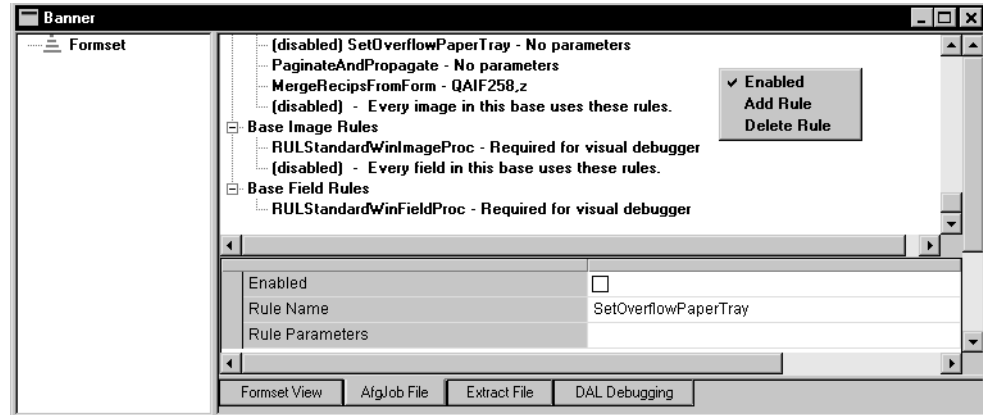 Banner
Formset
(disabled) SetOverflowPaperTray - No parameters
PaginateAndPropagate - No parameters
MergeRecipsFromForm - QAIF258,z
(disabled) - Every image in this base uses these rules.
Base Image Rules
RULStandardWinImageProc - Required for visual debugger
(disabled) - Every field in this base uses these rules.
Base Field Rules
RULStandardWinFieldProc - Required for visual debugger
Enabled
Add Rule
Delete Rule
Enabled
Rule Name SetOverflowPaperTray
Rule Parameters
Formset View AfgJob File Extract File DAL Debugging